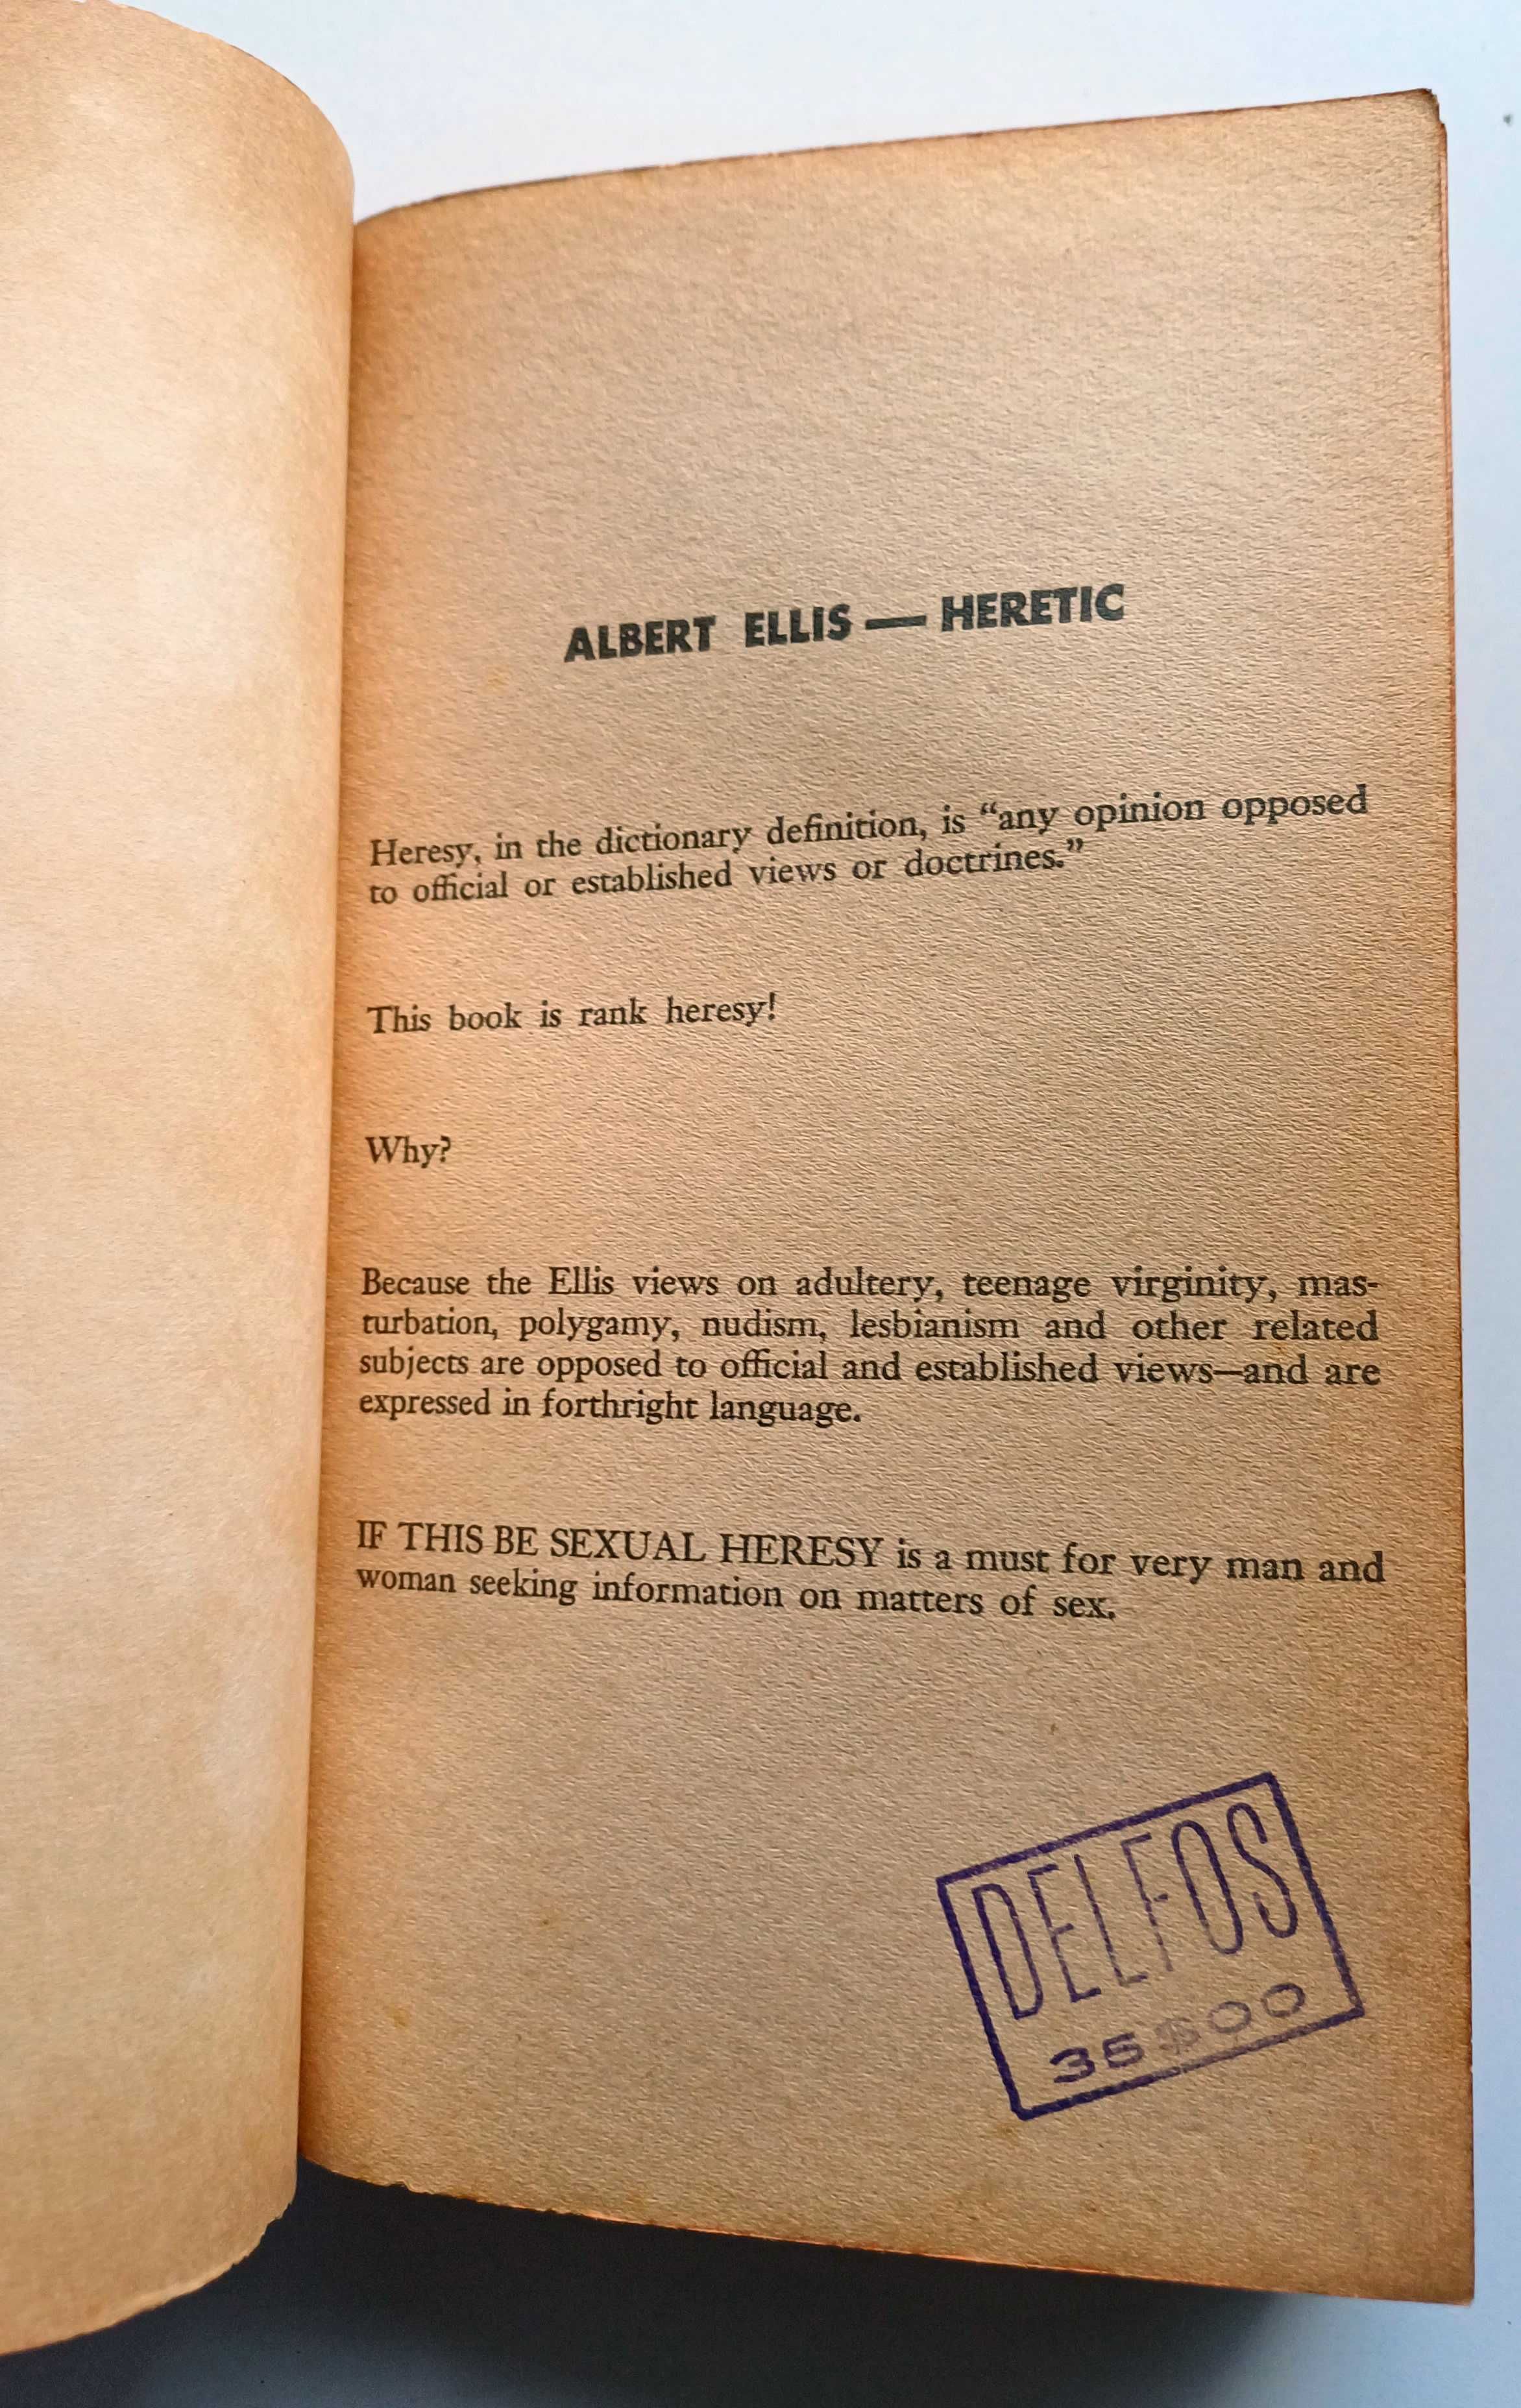 ALBERT ELLIS — HERETIC
Heresy, in the dictionary definition, is “any opinion opposed
to official or established views or doctrines.”
This book is rank heresy!
Why?
Because the Ellis views on adultery, teenage virginity, mas-
turbation, polygamy, nudism, lesbianism and other related
subjects are opposed to official and established views—and are
expressed in forthright language.
IF THIS BE SEXUAL HERESY is a must for very man and
woman seeking information on matters of sex.
DELFOS
35$00